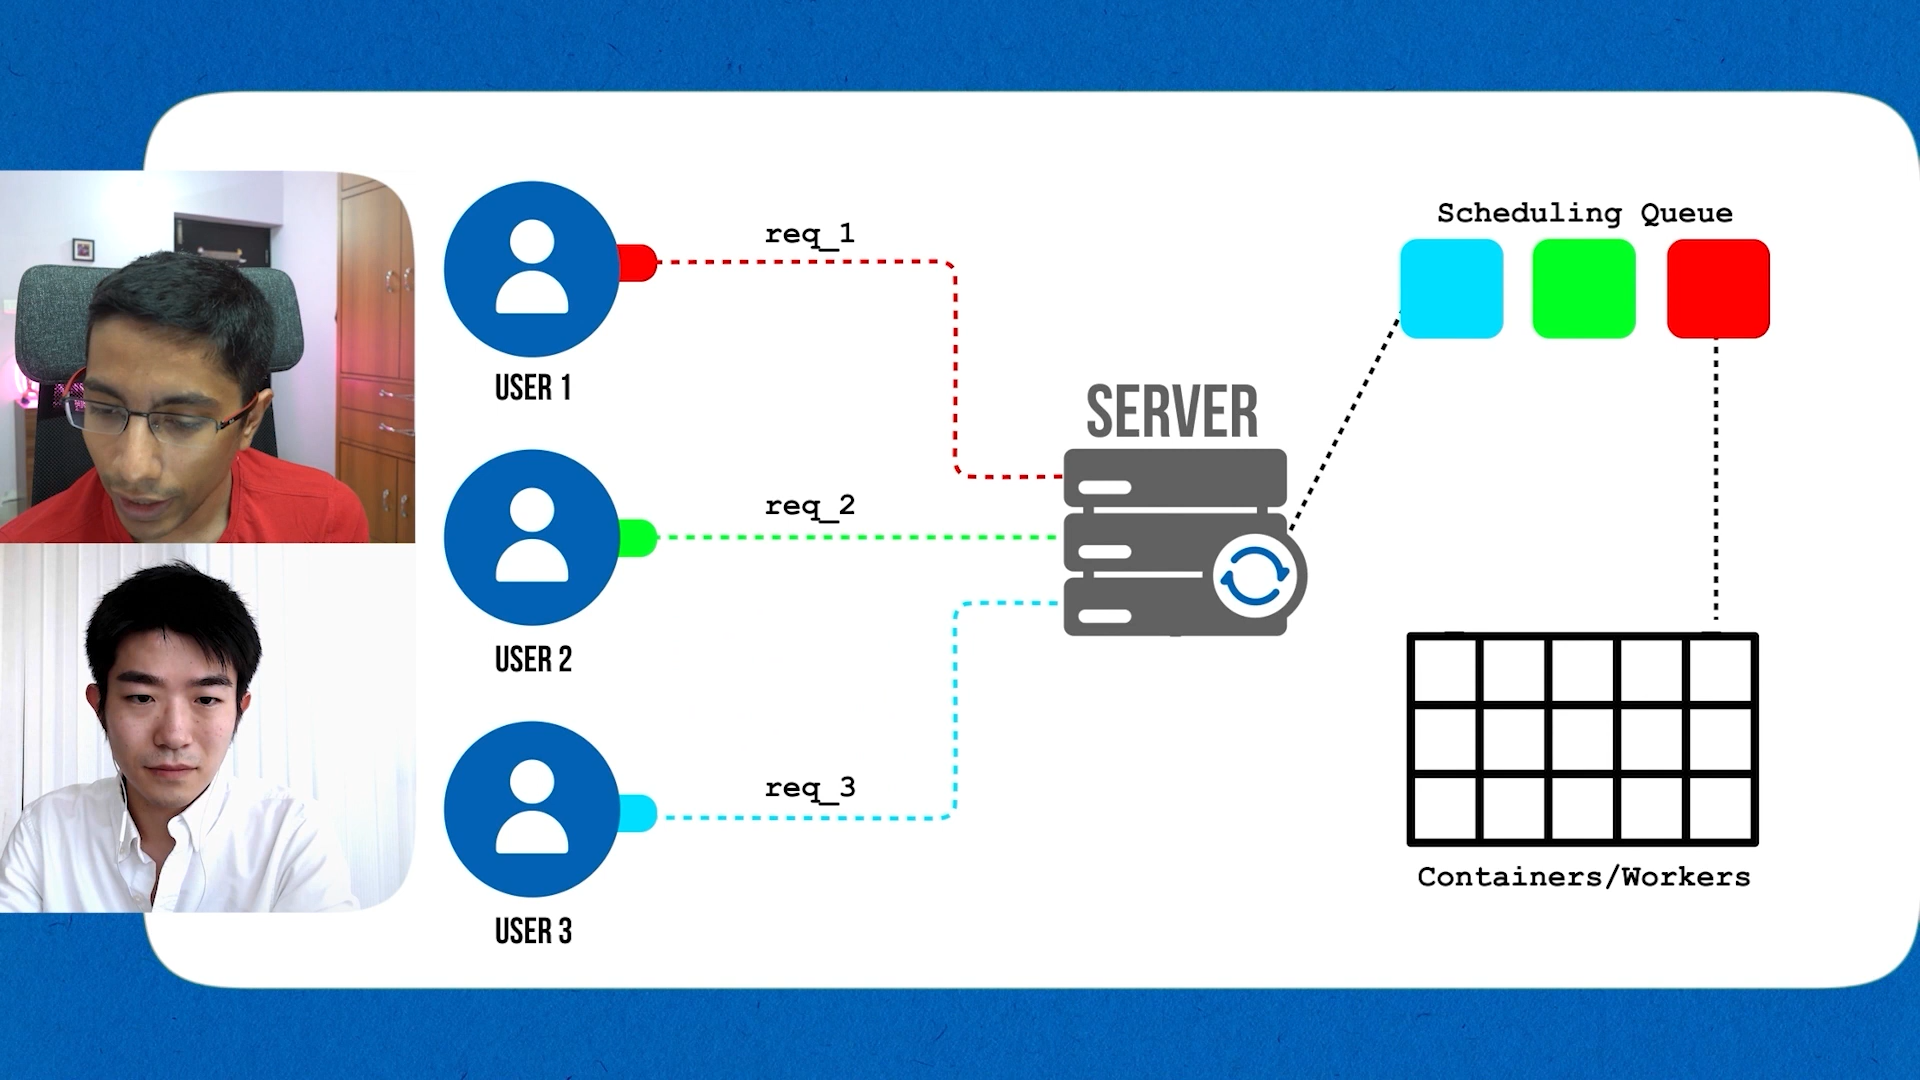 req_1
USER 1
req_2
USER 2
req_3
USER 3
SERVER
Scheduling Queue
Containers/Workers